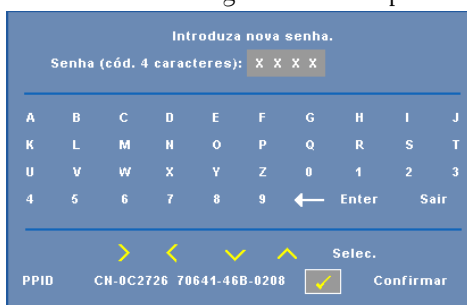 Introduza nova senha.
Senha (cód. 4 caracteres): X X X X
A B C D E F G H I J
K L M N O P Q R S T
U V W X Y Z 0 1 2 3
4 5 6 7 8 9 ← Enter Sair
> < ∨ ∧ Selec.
PPID CN-0C2726 70641-46B-0208 ✓ Confirmar